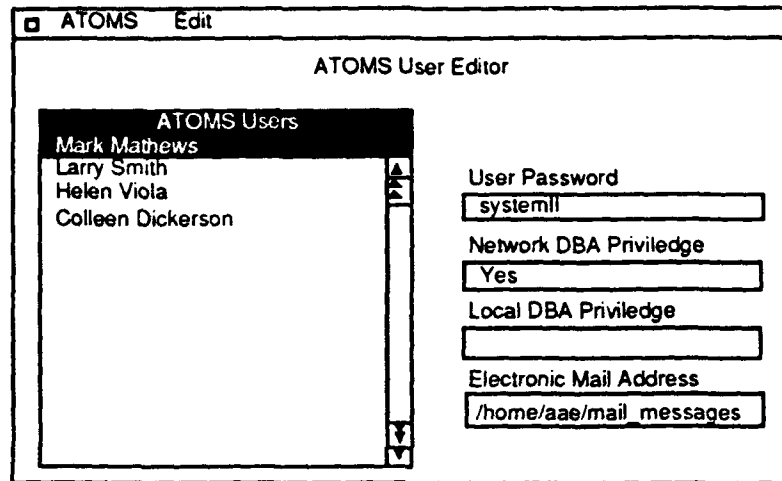 ATOMS Edit
ATOMS User Editor
ATOMS Users
Mark Mathews
Larry Smith
Helen Viola
Colleen Dickerson
User Password
systemll
Network DBA Priviledge
Yes
Local DBA Priviledge
Electronic Mail Address
/home/aae/mail_messages